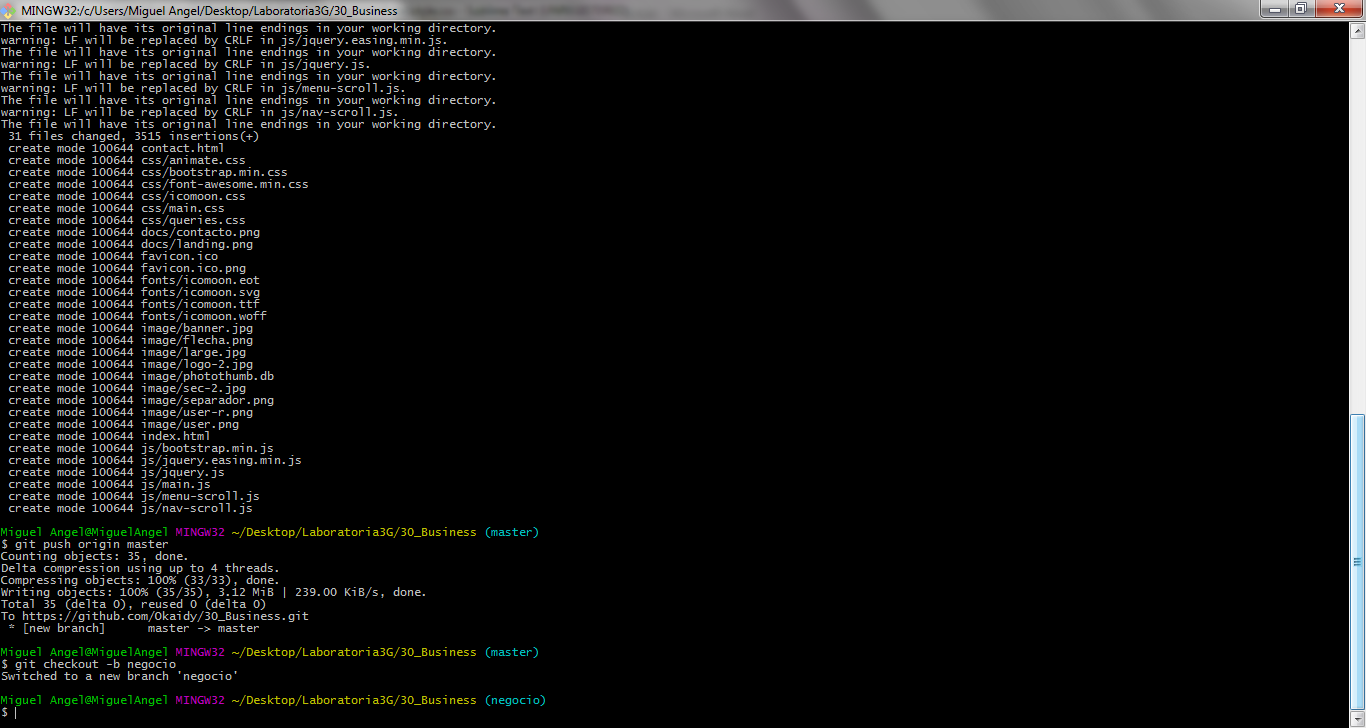 MINGW32:/c/Users/Miguel Angel/Desktop/Laboratoria3G/30_Business
The file will have its original line endings in your working directory.
warning: LF will be replaced by CRLF in js/jquery.easing.min.js.
The file will have its original line endings in your working directory.
warning: LF will be replaced by CRLF in js/jquery.js.
The file will have its original line endings in your working directory.
warning: LF will be replaced by CRLF in js/menu-scroll.js.
The file will have its original line endings in your working directory.
warning: LF will be replaced by CRLF in js/nav-scroll.js.
The file will have its original line endings in your working directory.
 31 files changed, 3515 insertions(+)
 create mode 100644 contact.html
 create mode 100644 css/animate.css
 create mode 100644 css/bootstrap.min.css
 create mode 100644 css/font-awesome.min.css
 create mode 100644 css/icomoon.css
 create mode 100644 css/main.css
 create mode 100644 css/queries.css
 create mode 100644 docs/contacto.png
 create mode 100644 docs/landing.png
 create mode 100644 favicon.ico
 create mode 100644 favicon.ico.png
 create mode 100644 fonts/icomoon.eot
 create mode 100644 fonts/icomoon.svg
 create mode 100644 fonts/icomoon.ttf
 create mode 100644 fonts/icomoon.woff
 create mode 100644 image/banner.jpg
 create mode 100644 image/flecha.png
 create mode 100644 image/large.jpg
 create mode 100644 image/logo-2.jpg
 create mode 100644 image/photothumb.db
 create mode 100644 image/sec-2.jpg
 create mode 100644 image/separador.png
 create mode 100644 image/user-r.png
 create mode 100644 image/user.png
 create mode 100644 index.html
 create mode 100644 js/bootstrap.min.js
 create mode 100644 js/jquery.easing.min.js
 create mode 100644 js/jquery.js
 create mode 100644 js/main.js
 create mode 100644 js/menu-scroll.js
 create mode 100644 js/nav-scroll.js
Miguel Angel@MiguelAngel MINGW32 ~/Desktop/Laboratoria3G/30_Business (master)
$ git push origin master
Counting objects: 35, done.
Delta compression using up to 4 threads.
Compressing objects: 100% (33/33), done.
Writing objects: 100% (35/35), 3.12 MiB | 239.00 KiB/s, done.
Total 35 (delta 0), reused 0 (delta 0)
To https://github.com/Okaidy/30_Business.git
 * [new branch]      master -> master
Miguel Angel@MiguelAngel MINGW32 ~/Desktop/Laboratoria3G/30_Business (master)
$ git checkout -b negocio
Switched to a new branch 'negocio'
Miguel Angel@MiguelAngel MINGW32 ~/Desktop/Laboratoria3G/30_Business (negocio)
$